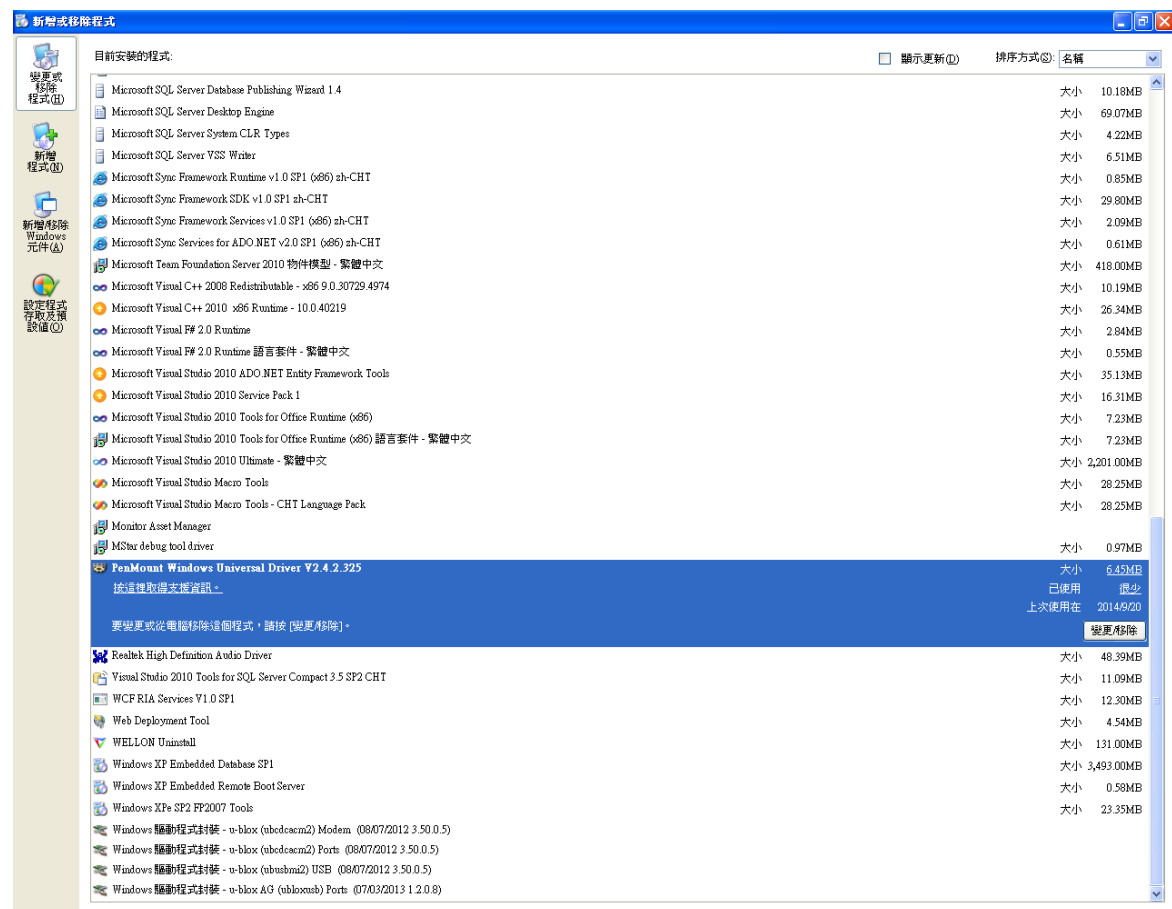 新增或移除程式
變更或
移除
程式(H)
新增
程式(N)
新增/移除
Windows
元件(A)
設定程式
存取及預
設值(O)
目前安裝的程式:
顯示更新(D)
排序方式(S): 名稱
Microsoft SQL Server Database Publishing Wizard 1.4 大小 10.18MB
Microsoft SQL Server Desktop Engine 大小 69.07MB
Microsoft SQL Server System CLR Types 大小 4.22MB
Microsoft SQL Server VSS Writer 大小 6.51MB
Microsoft Sync Framework Runtime v1.0 SP1 (x86) zh-CHT 大小 0.85MB
Microsoft Sync Framework SDK v1.0 SP1 zh-CHT 大小 29.80MB
Microsoft Sync Framework Services v1.0 SP1 (x86) zh-CHT 大小 2.09MB
Microsoft Sync Services for ADO.NET v2.0 SP1 (x86) zh-CHT 大小 0.61MB
Microsoft Team Foundation Server 2010 物件模型 - 繁體中文 大小 418.00MB
Microsoft Visual C++ 2008 Redistributable - x86 9.0.30729.4974 大小 10.19MB
Microsoft Visual C++ 2010 x86 Runtime - 10.0.40219 大小 26.34MB
Microsoft Visual F# 2.0 Runtime 大小 2.84MB
Microsoft Visual F# 2.0 Runtime 語言套件 - 繁體中文 大小 0.55MB
Microsoft Visual Studio 2010 ADO.NET Entity Framework Tools 大小 35.13MB
Microsoft Visual Studio 2010 Service Pack 1 大小 16.31MB
Microsoft Visual Studio 2010 Tools for Office Runtime (x86) 大小 7.23MB
Microsoft Visual Studio 2010 Tools for Office Runtime (x86) 語言套件 - 繁體中文 大小 7.23MB
Microsoft Visual Studio 2010 Ultimate - 繁體中文 大小 2,201.00MB
Microsoft Visual Studio Macro Tools 大小 28.25MB
Microsoft Visual Studio Macro Tools - CHT Language Pack 大小 28.25MB
Monitor Asset Manager
MStar debug tool driver 大小 0.97MB
PenMount Windows Universal Driver V2.4.2.325 大小 6.45MB
按這裡取得支援資訊。 已使用 很少
上次使用在 2014/9/20
要變更或從電腦移除這個程式，請按 [變更/移除]。 變更/移除
Realtek High Definition Audio Driver 大小 48.39MB
Visual Studio 2010 Tools for SQL Server Compact 3.5 SP2 CHT 大小 11.09MB
WCF RIA Services V1.0 SP1 大小 12.30MB
Web Deployment Tool 大小 4.54MB
WELLON Uninstall 大小 131.00MB
Windows XP Embedded Database SP1 大小 3,493.00MB
Windows XP Embedded Remote Boot Server 大小 0.58MB
Windows XPe SP2 FP2007 Tools 大小 23.35MB
Windows 驅動程式封裝 - u-blox (ubcdcacm2) Modem (08/07/2012 3.50.0.5)
Windows 驅動程式封裝 - u-blox (ubcdcacm2) Ports (08/07/2012 3.50.0.5)
Windows 驅動程式封裝 - u-blox (ubusbmi2) USB (08/07/2012 3.50.0.5)
Windows 驅動程式封裝 - u-blox AG (ubloxusb) Ports (07/03/2013 1.2.0.8)